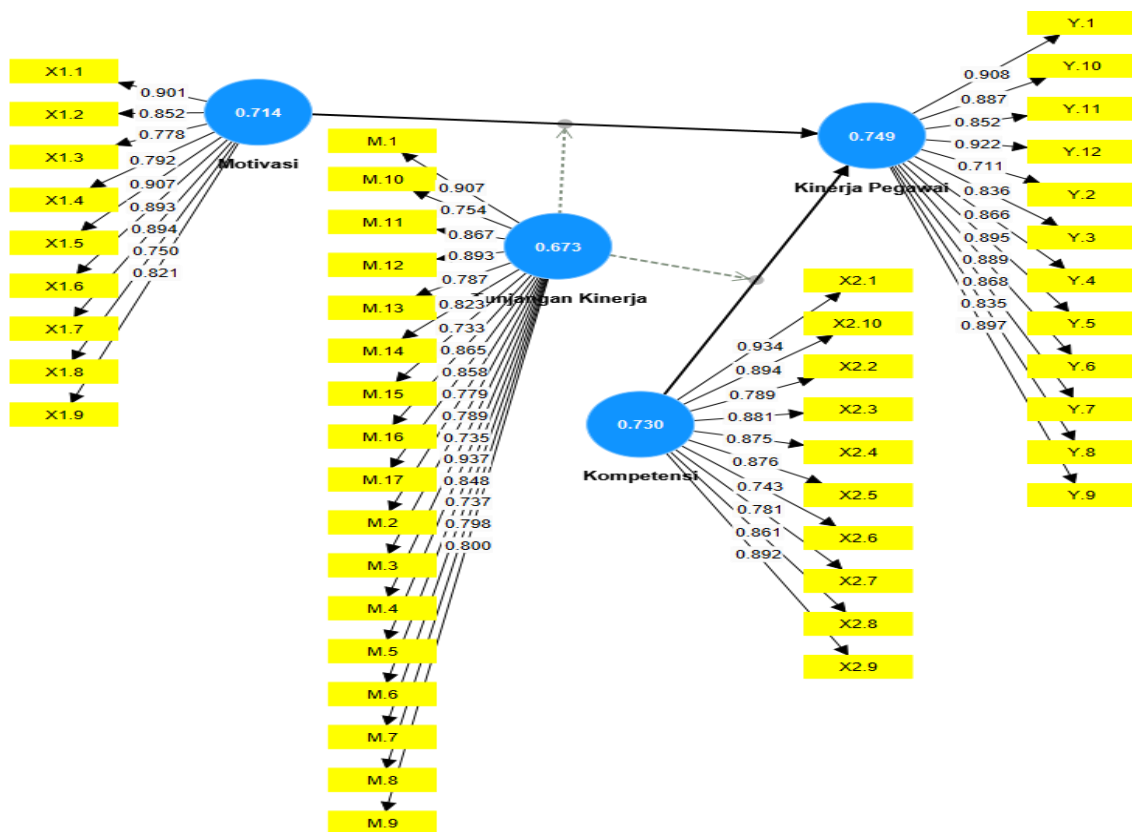 X1.1
X1.2
X1.3
X1.4
X1.5
X1.6
X1.7
X1.8
X1.9
0.901
0.852
0.778
0.792
0.907
0.893
0.894
0.750
0.821
0.714
Motivasi
M.1
M.10
M.11
M.12
M.13
M.14
M.15
M.16
M.17
M.2
M.3
M.4
M.5
M.6
M.7
M.8
M.9
0.907
0.754
0.867
0.893
0.787
0.823
0.733
0.865
0.858
0.779
0.789
0.735
0.937
0.848
0.737
0.798
0.800
0.673
unjangan Kinerja
0.730
Kompetensi
0.934
0.894
0.789
0.881
0.875
0.876
0.743
0.781
0.861
0.892
X2.1
X2.10
X2.2
X2.3
X2.4
X2.5
X2.6
X2.7
X2.8
X2.9
0.749
Kinerja Pegawai
0.908
0.887
0.852
0.922
0.711
0.836
0.866
0.895
0.889
0.868
0.835
0.897
Y.1
Y.10
Y.11
Y.12
Y.2
Y.3
Y.4
Y.5
Y.6
Y.7
Y.8
Y.9